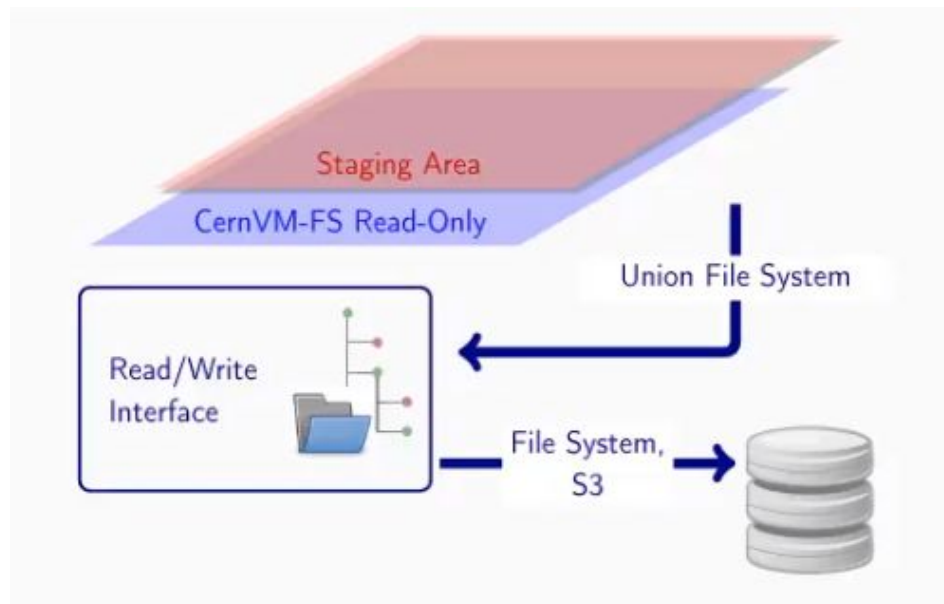 Staging Area
CernVM-FS Read-Only
Union File System
Read/Write
Interface
File System,
S3